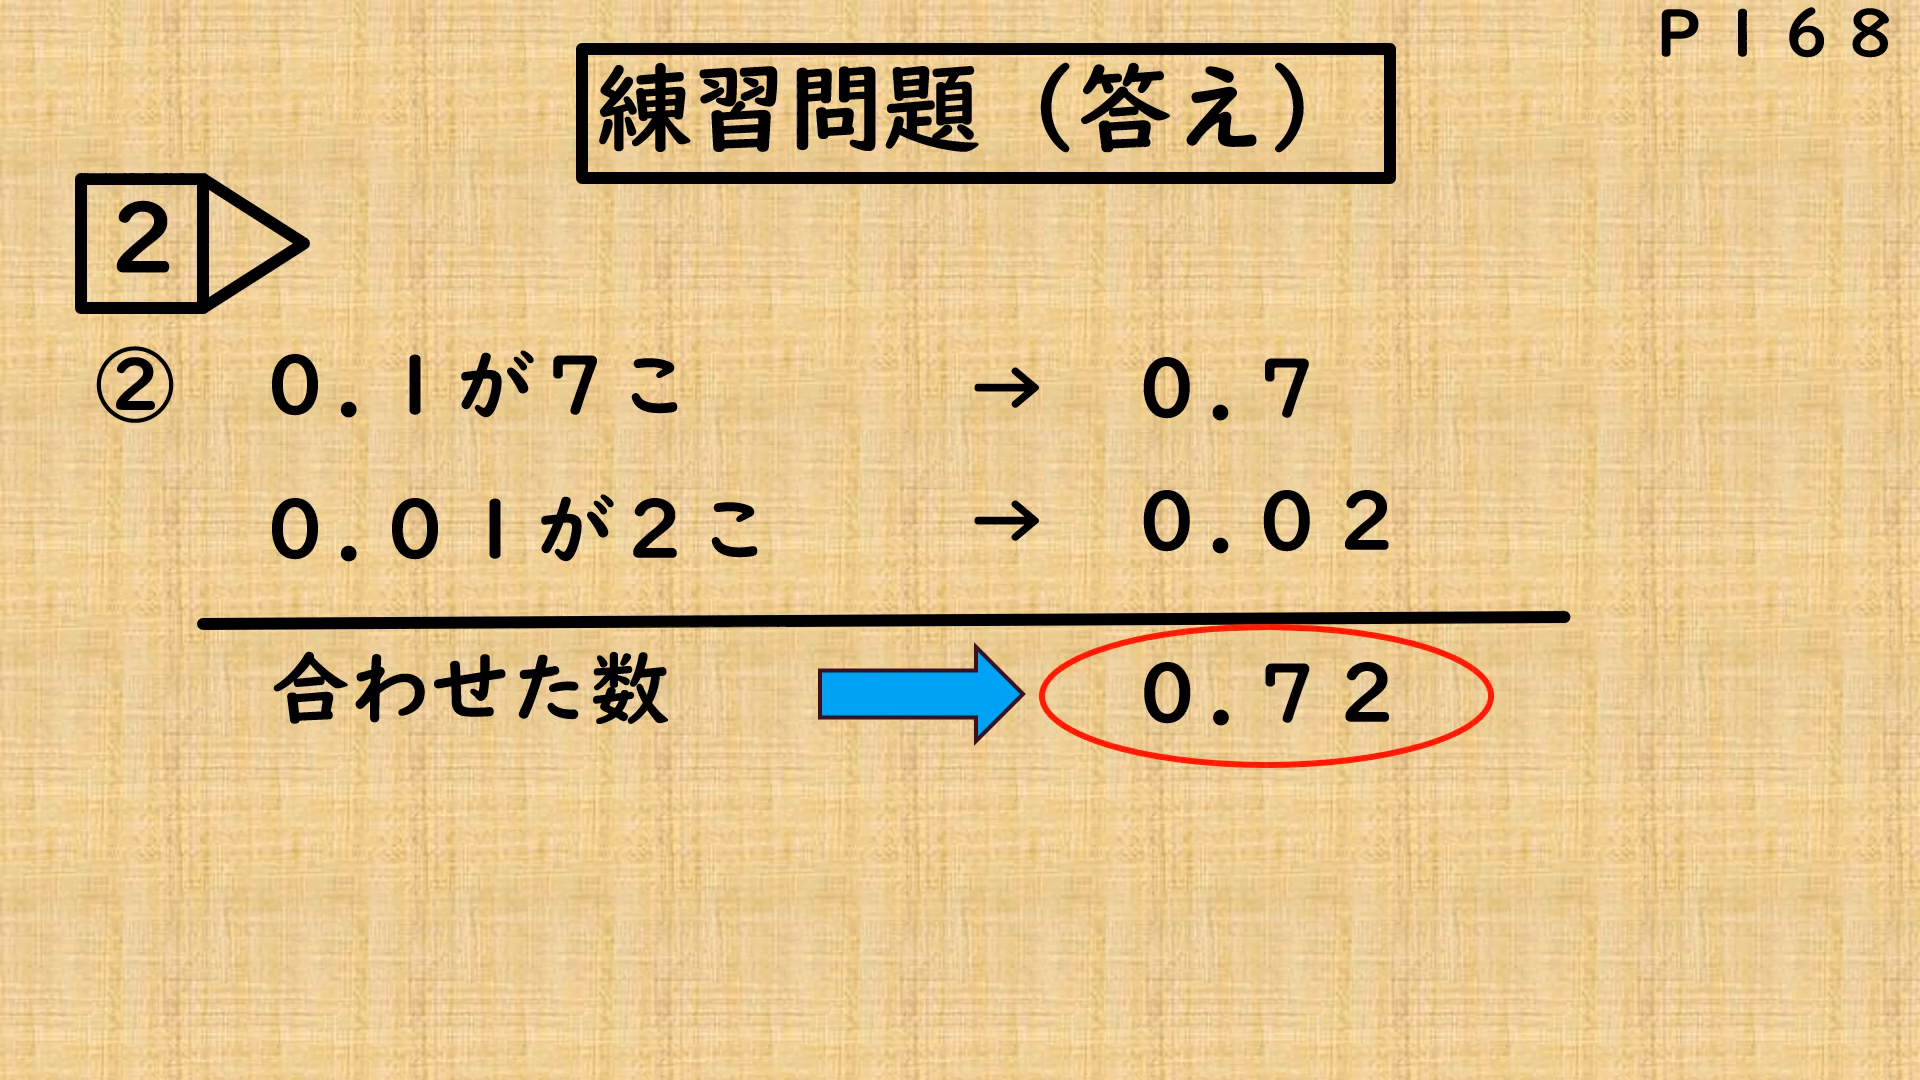 Ｐ１６８
練習問題（答え）
２
② ０.１が７こ → ０.７
０.０１が２こ → ０.０２
合わせた数 ０.７２